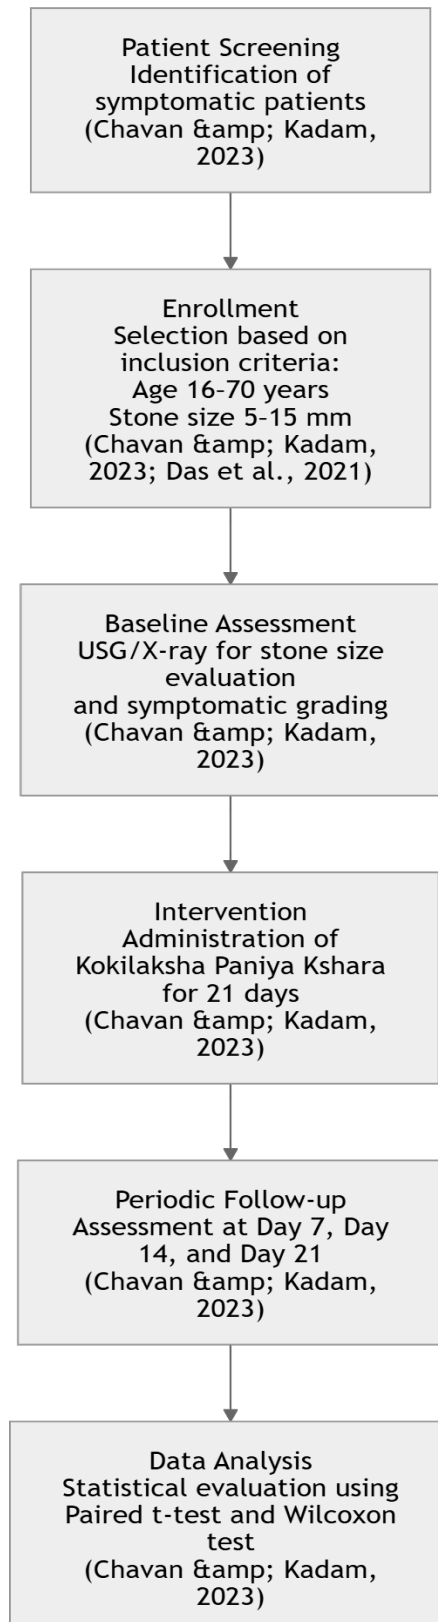 Patient Screening
Identification of
symptomatic patients
(Chavan &amp; Kadam,
2023)
Enrollment
Selection based on
inclusion criteria:
Age 16–70 years
Stone size 5–15 mm
(Chavan &amp; Kadam,
2023; Das et al., 2021)
Baseline Assessment
USG/X-ray for stone size
evaluation
and symptomatic grading
(Chavan &amp; Kadam,
2023)
Intervention
Administration of
Kokilaksha Paniya Kshara
for 21 days
(Chavan &amp; Kadam,
2023)
Periodic Follow-up
Assessment at Day 7, Day
14, and Day 21
(Chavan &amp; Kadam,
2023)
Data Analysis
Statistical evaluation using
Paired t-test and Wilcoxon
test
(Chavan &amp; Kadam,
2023)